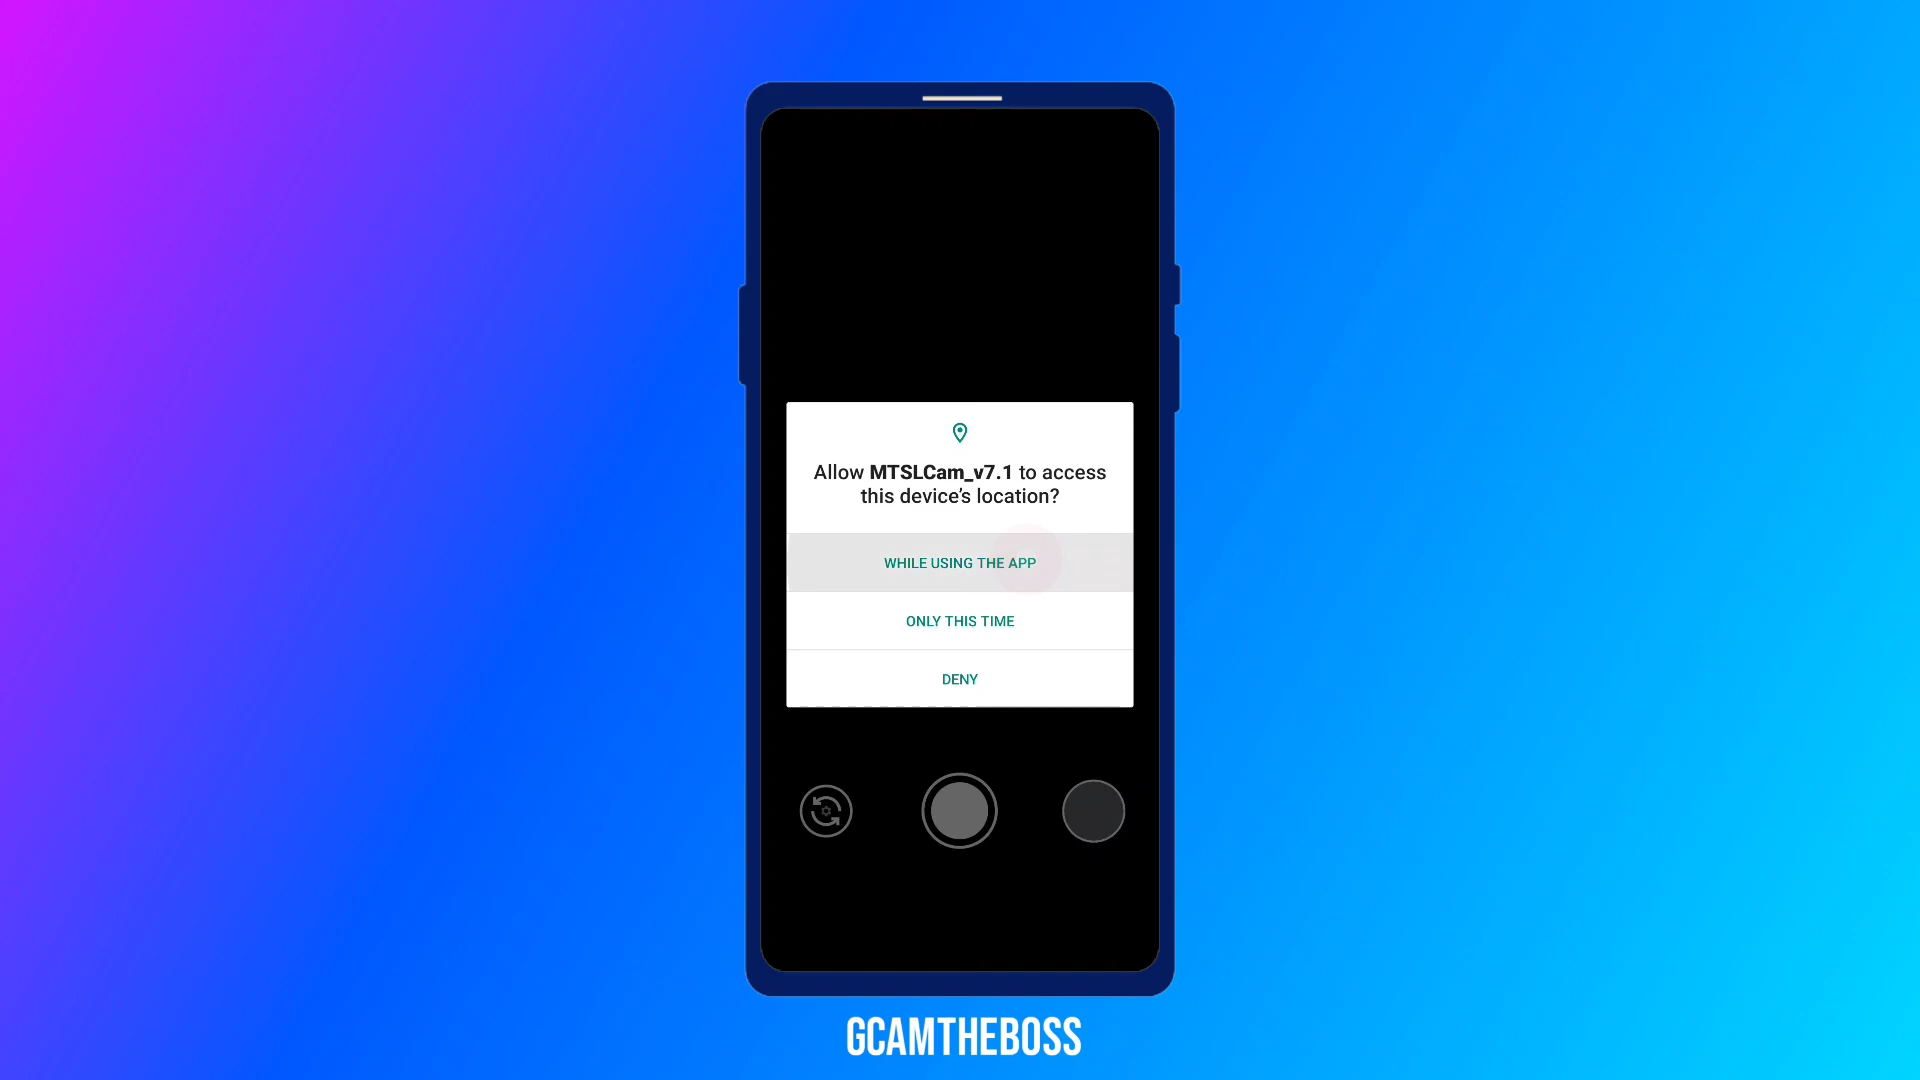 Allow MTSLCam_v7.1 to access
this device’s location?
WHILE USING THE APP
ONLY THIS TIME
DENY
GCAMTHEBOSS